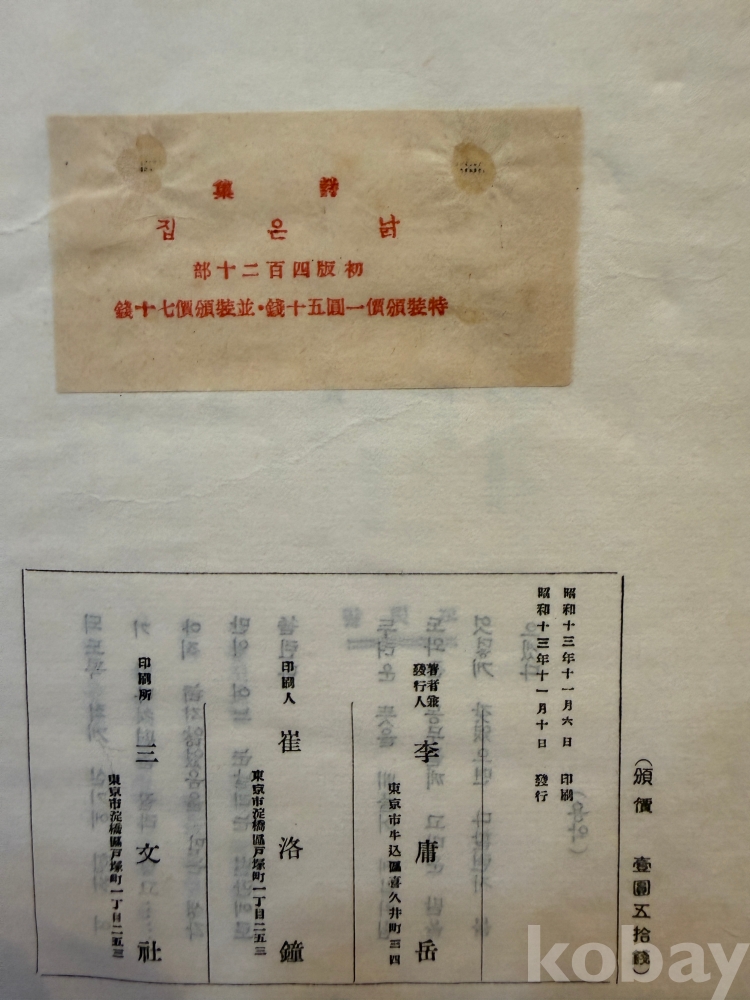 詩集
낡은집
初版四百二十部
特裝頒價一圓五十錢・並裝頒價七十錢
(頒價 壹圓五拾錢)
昭和十三年十一月六日 印刷
昭和十三年十一月十日 發行
著者兼發行人 李庸岳
東京市牛込區喜久井町三四
印刷人 崔洛鐘
東京市淀橋區戶塚町一丁目二五三
印刷所 三文社
東京市淀橋區戶塚町一丁目二五三
kobay